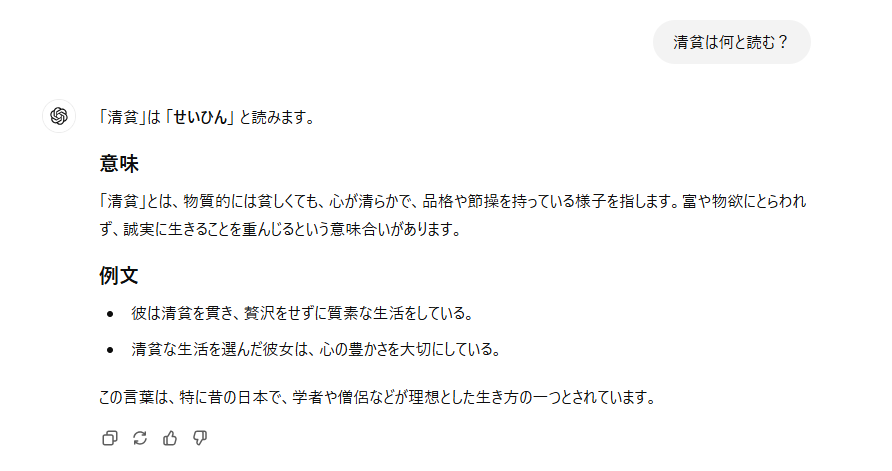 清貧は何と読む？
「清貧」は「せいひん」と読みます。
意味
「清貧」とは、物質的には貧しくても、心が清らかで、品格や節操を持っている様子を指します。富や物欲にとらわれ
ず、誠実に生きることを重んじるという意味合いがあります。
例文
• 彼は清貧を貫き、贅沢をせずに質素な生活をしている。
• 清貧な生活を選んだ彼女は、心の豊かさを大切にしている。
この言葉は、特に昔の日本で、学者や僧侶などが理想とした生き方の一つとされています。